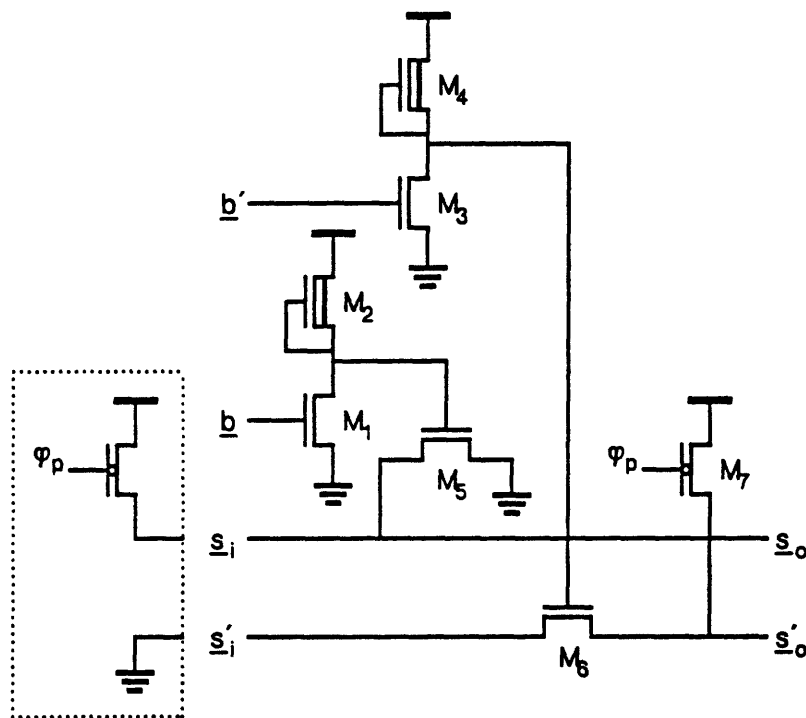 M₄
b′
M₃
M₂
b
M₁
φₚ
M₅
φₚ
M₇
sᵢ
sₒ
s′ᵢ
M₆
s′ₒ